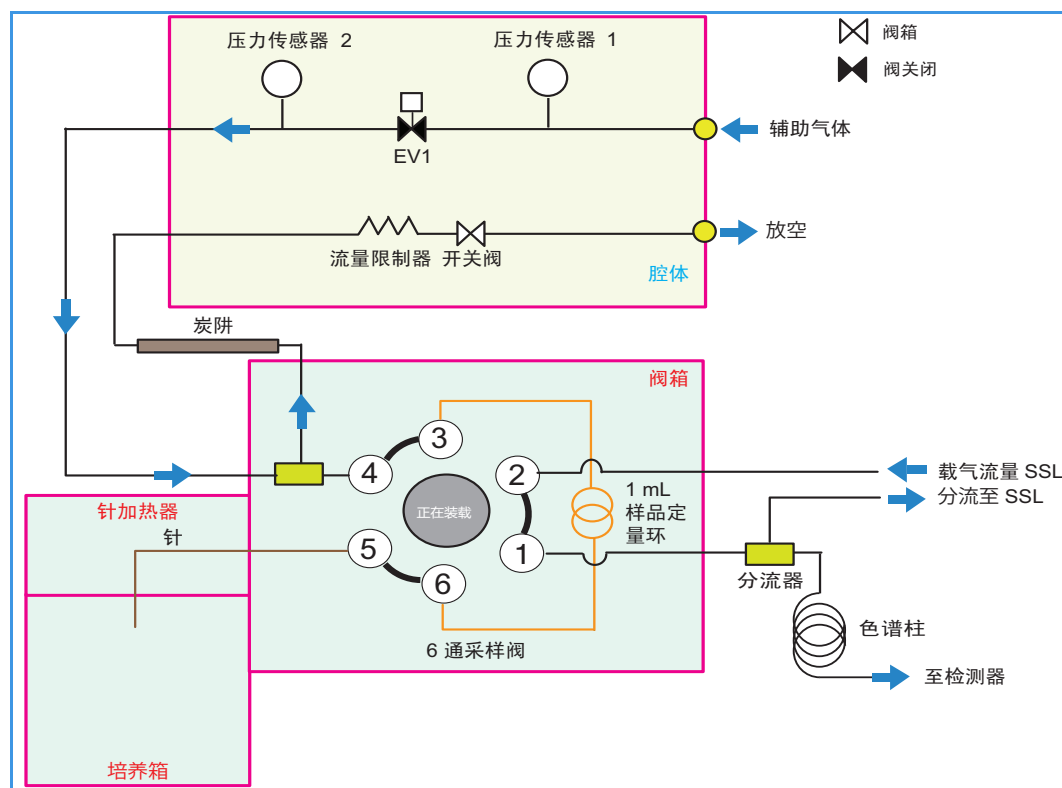 压力传感器 2
压力传感器 1
阀箱
阀关闭
EV1
辅助气体
流量限制器
开关阀
放空
腔体
炭阱
阀箱
3
4
2
载气流量 SSL
分流至 SSL
1 mL
样品定
量环
正在装载
针加热器
针
5
1
6
分流器
6 通采样阀
色谱柱
至检测器
培养箱